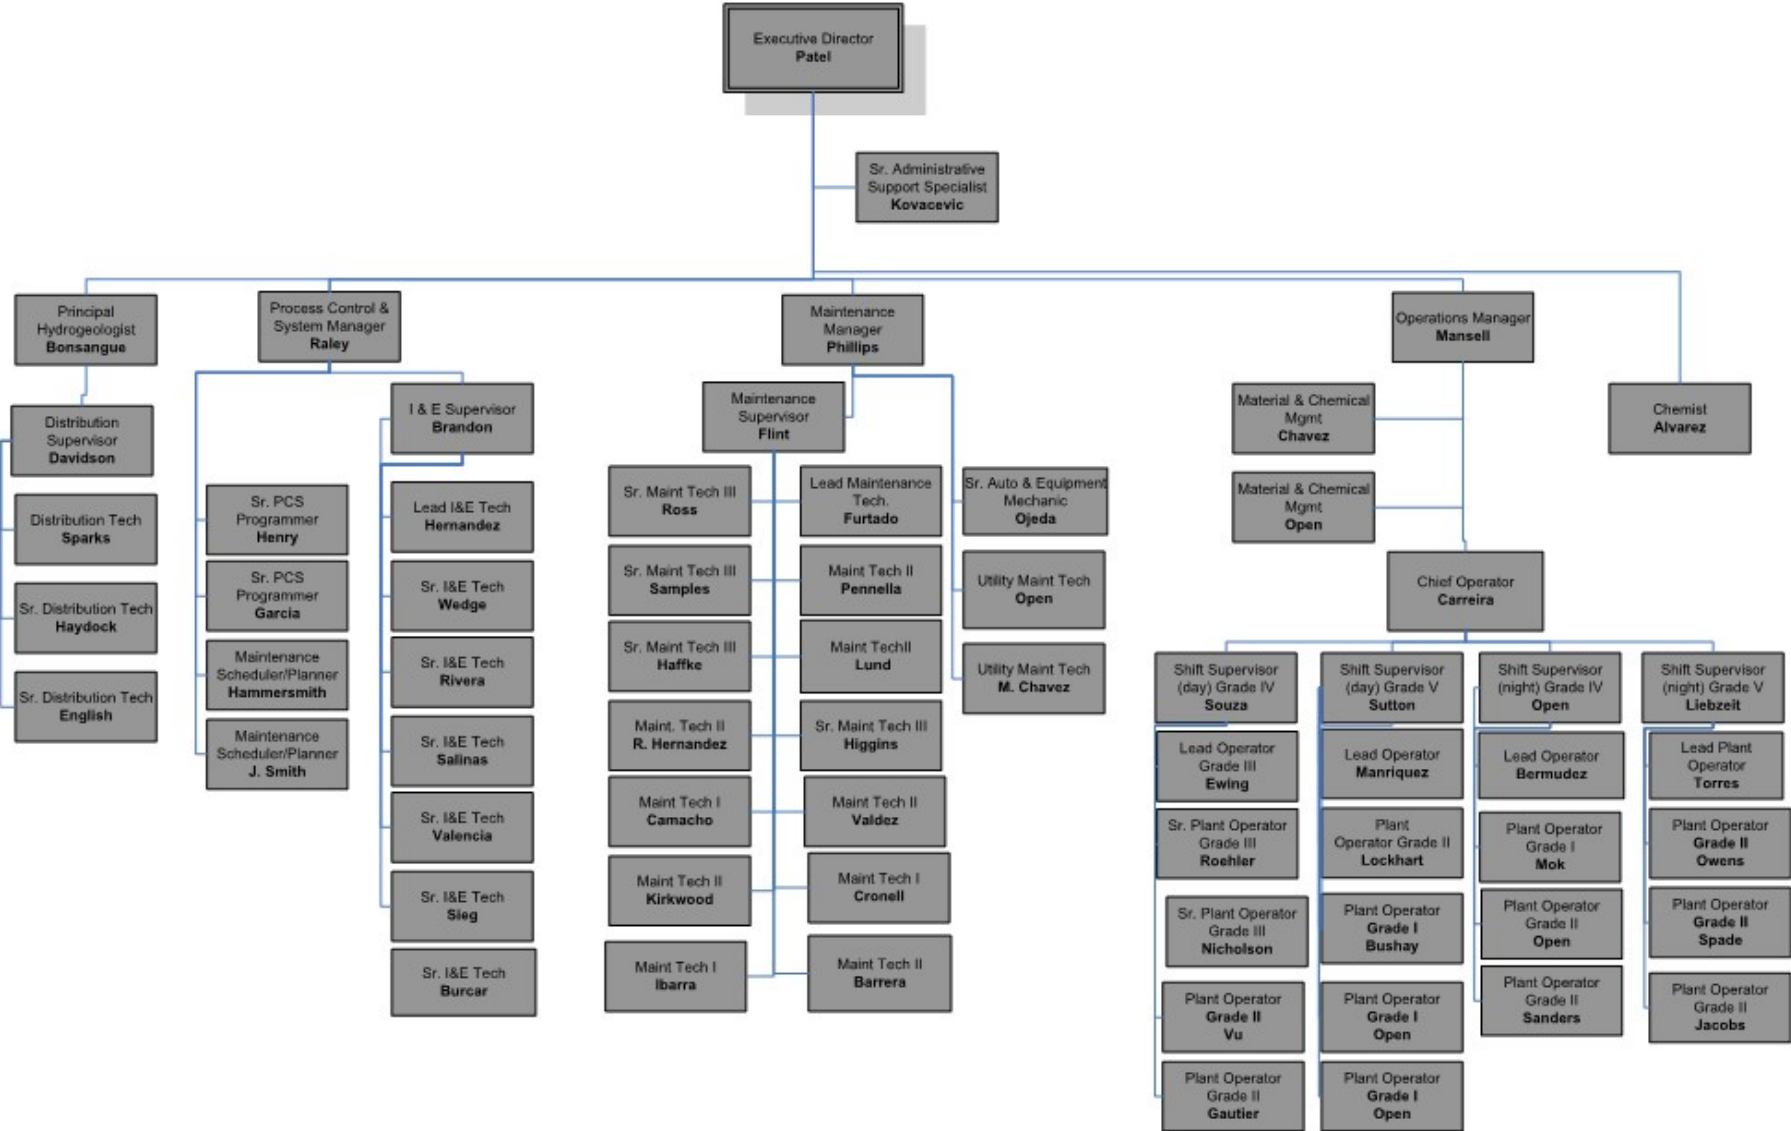 Executive Director
Patel
Sr. Administrative
Support Specialist
Kovacevic
Principal
Hydrogeologist
Bonsangue
Process Control &
System Manager
Raley
Maintenance
Manager
Phillips
Operations Manager
Mansell
Distribution
Supervisor
Davidson
Distribution Tech
Sparks
Sr. Distribution Tech
Haydock
Sr. Distribution Tech
English
Sr. PCS
Programmer
Henry
Sr. PCS
Programmer
Garcia
Maintenance
Scheduler/Planner
Hammersmith
Maintenance
Scheduler/Planner
J. Smith
I & E Supervisor
Brandon
Lead I&E Tech
Hernandez
Sr. I&E Tech
Wedge
Sr. I&E Tech
Rivera
Sr. I&E Tech
Salinas
Sr. I&E Tech
Valencia
Sr. I&E Tech
Sieg
Sr. I&E Tech
Burcar
Maintenance
Supervisor
Flint
Sr. Maint Tech III
Ross
Sr. Maint Tech III
Samples
Sr. Maint Tech III
Haffke
Maint. Tech II
R. Hernandez
Maint Tech I
Camacho
Maint Tech II
Kirkwood
Maint Tech I
Ibarra
Lead Maintenance
Tech.
Furtado
Maint Tech II
Pennella
Maint TechII
Lund
Sr. Maint Tech III
Higgins
Maint Tech II
Valdez
Maint Tech I
Cronell
Maint Tech II
Barrera
Sr. Auto & Equipment
Mechanic
Ojeda
Utility Maint Tech
Open
Utility Maint Tech
M. Chavez
Material & Chemical
Mgmt
Chavez
Material & Chemical
Mgmt
Open
Chemist
Alvarez
Chief Operator
Carreira
Shift Supervisor
(day) Grade IV
Souza
Lead Operator
Grade III
Ewing
Sr. Plant Operator
Grade III
Roehler
Sr. Plant Operator
Grade III
Nicholson
Plant Operator
Grade II
Vu
Plant Operator
Grade II
Gautier
Shift Supervisor
(day) Grade V
Sutton
Lead Operator
Manriquez
Plant
Operator Grade II
Lockhart
Plant Operator
Grade I
Bushay
Plant Operator
Grade I
Open
Plant Operator
Grade I
Open
Shift Supervisor
(night) Grade IV
Open
Lead Operator
Bermudez
Plant Operator
Grade I
Mok
Plant Operator
Grade II
Open
Plant Operator
Grade II
Sanders
Shift Supervisor
(night) Grade V
Liebzeit
Lead Plant
Operator
Torres
Plant Operator
Grade II
Owens
Plant Operator
Grade II
Spade
Plant Operator
Grade II
Jacobs